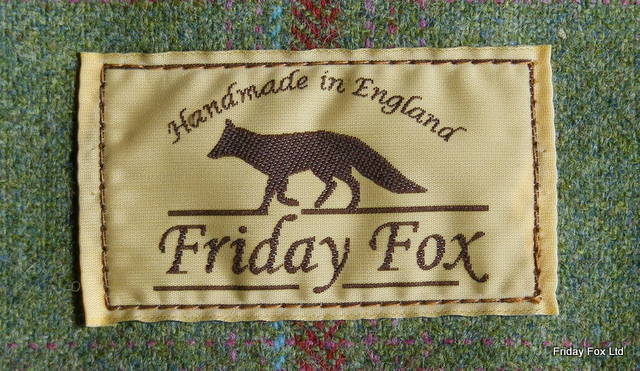 Handmade in England
Friday Fox
Friday Fox Ltd